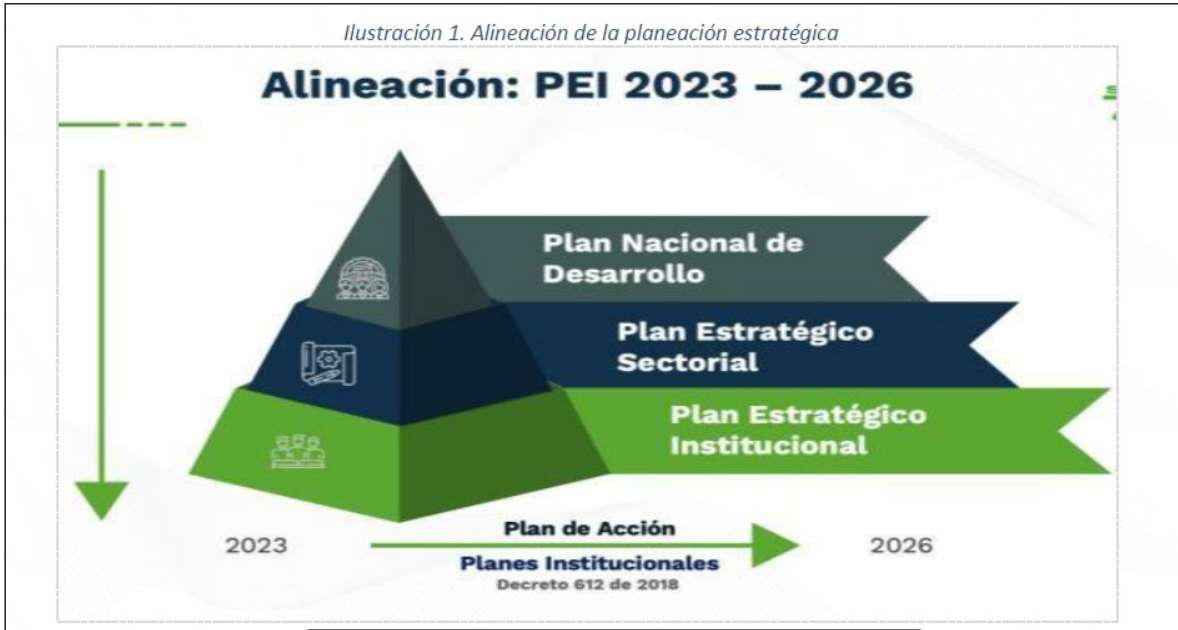 Ilustración 1. Alineación de la planeación estratégica
Alineación: PEI 2023 – 2026
Plan Nacional de
Desarrollo
Plan Estratégico
Sectorial
Plan Estratégico
Institucional
2023
Plan de Acción
2026
Planes Institucionales
Decreto 612 de 2018